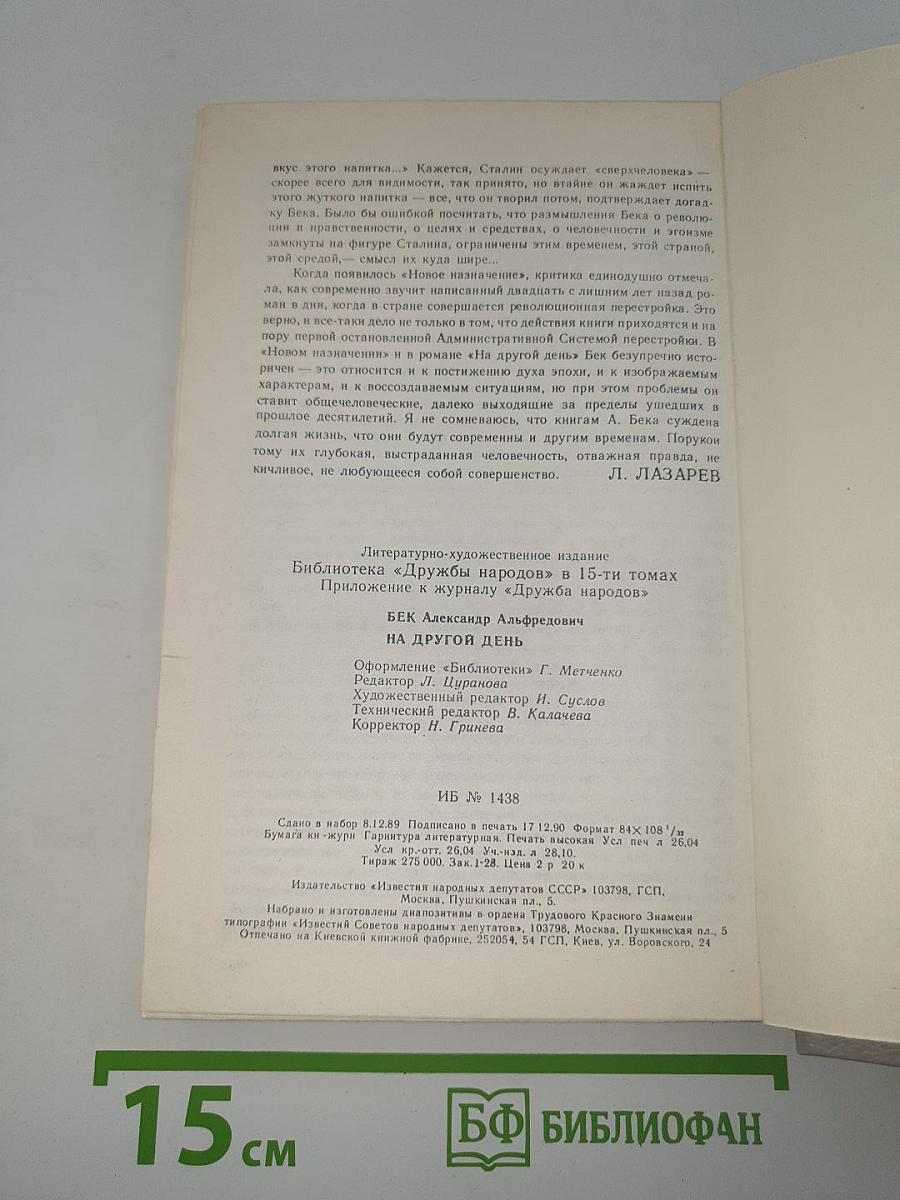 вкус этого напитка...» Кажется, Сталин осуждает «сверхчеловека» —
скорее всего для видимости, так принято, но втайне он жаждет испить
этого жуткого напитка — все, что он творил потом, подтверждает догад-
ку Бека. Было бы ошибкой посчитать, что размышления Бека о револю-
ции и нравственности, о целях и средствах, о человечности и эгоизме
замкнуты на фигуре Сталина, ограничены этим временем, этой страной,
этой средой,— смысл их куда шире...
Когда появилось «Новое назначение», критика единодушно отмеча-
ла, как современно звучит написанный двадцать с лишним лет назад ро-
ман в дни, когда в стране совершается революционная перестройка. Это
верно, и все-таки дело не только в том, что действия книги приходятся и на
пору первой остановленной Административной Системой перестройки. В
«Новом назначении» и в романе «На другой день» Бек безупречно исто-
ричен — это относится и к постижению духа эпохи, и к изображаемым
характерам, и к воссоздаваемым ситуациям, но при этом проблемы он
ставит общечеловеческие, далеко выходящие за пределы ушедших в
прошлое десятилетий. Я не сомневаюсь, что книгам А. Бека суждена
долгая жизнь, что они будут современны и другим временам. Порукой
тому их глубокая, выстраданная человечность, отважная правда, не
кичливое, не любующееся собой совершенство. Л. ЛАЗАРЕВ
Литературно-художественное издание
Библиотека «Дружбы народов» в 15-ти томах
Приложение к журналу «Дружба народов»
БЕК Александр Альфредович
НА ДРУГОЙ ДЕНЬ
Оформление «Библиотеки» Г. Метченко
Редактор Л. Цуранова
Художественный редактор И. Суслов
Технический редактор В. Калачева
Корректор Н. Гринева
ИБ № 1438
Сдано в набор 8.12.89 Подписано в печать 17 12.90 Формат 84×108 1/32
Бумага кн -журн Гарнитура литературная. Печать высокая Усл печ л 26,04
Усл кр.-отт. 26,04 Уч.-изд. л 28,10.
Тираж 275 000. Зак. 1-28. Цена 2 р 20 к
Издательство «Известия народных депутатов СССР» 103798, ГСП,
Москва, Пушкинская пл., 5.
Набрано и изготовлены диапозитивы в ордена Трудового Красного Знамени
типографии «Известий Советов народных депутатов», 103798, Москва, Пушкинская пл., 5
Отпечано на Киевской книжной фабрике, 252054, 54 ГСП, Киев, ул. Воровского, 24
15 см
БФ БИБЛИОФАН